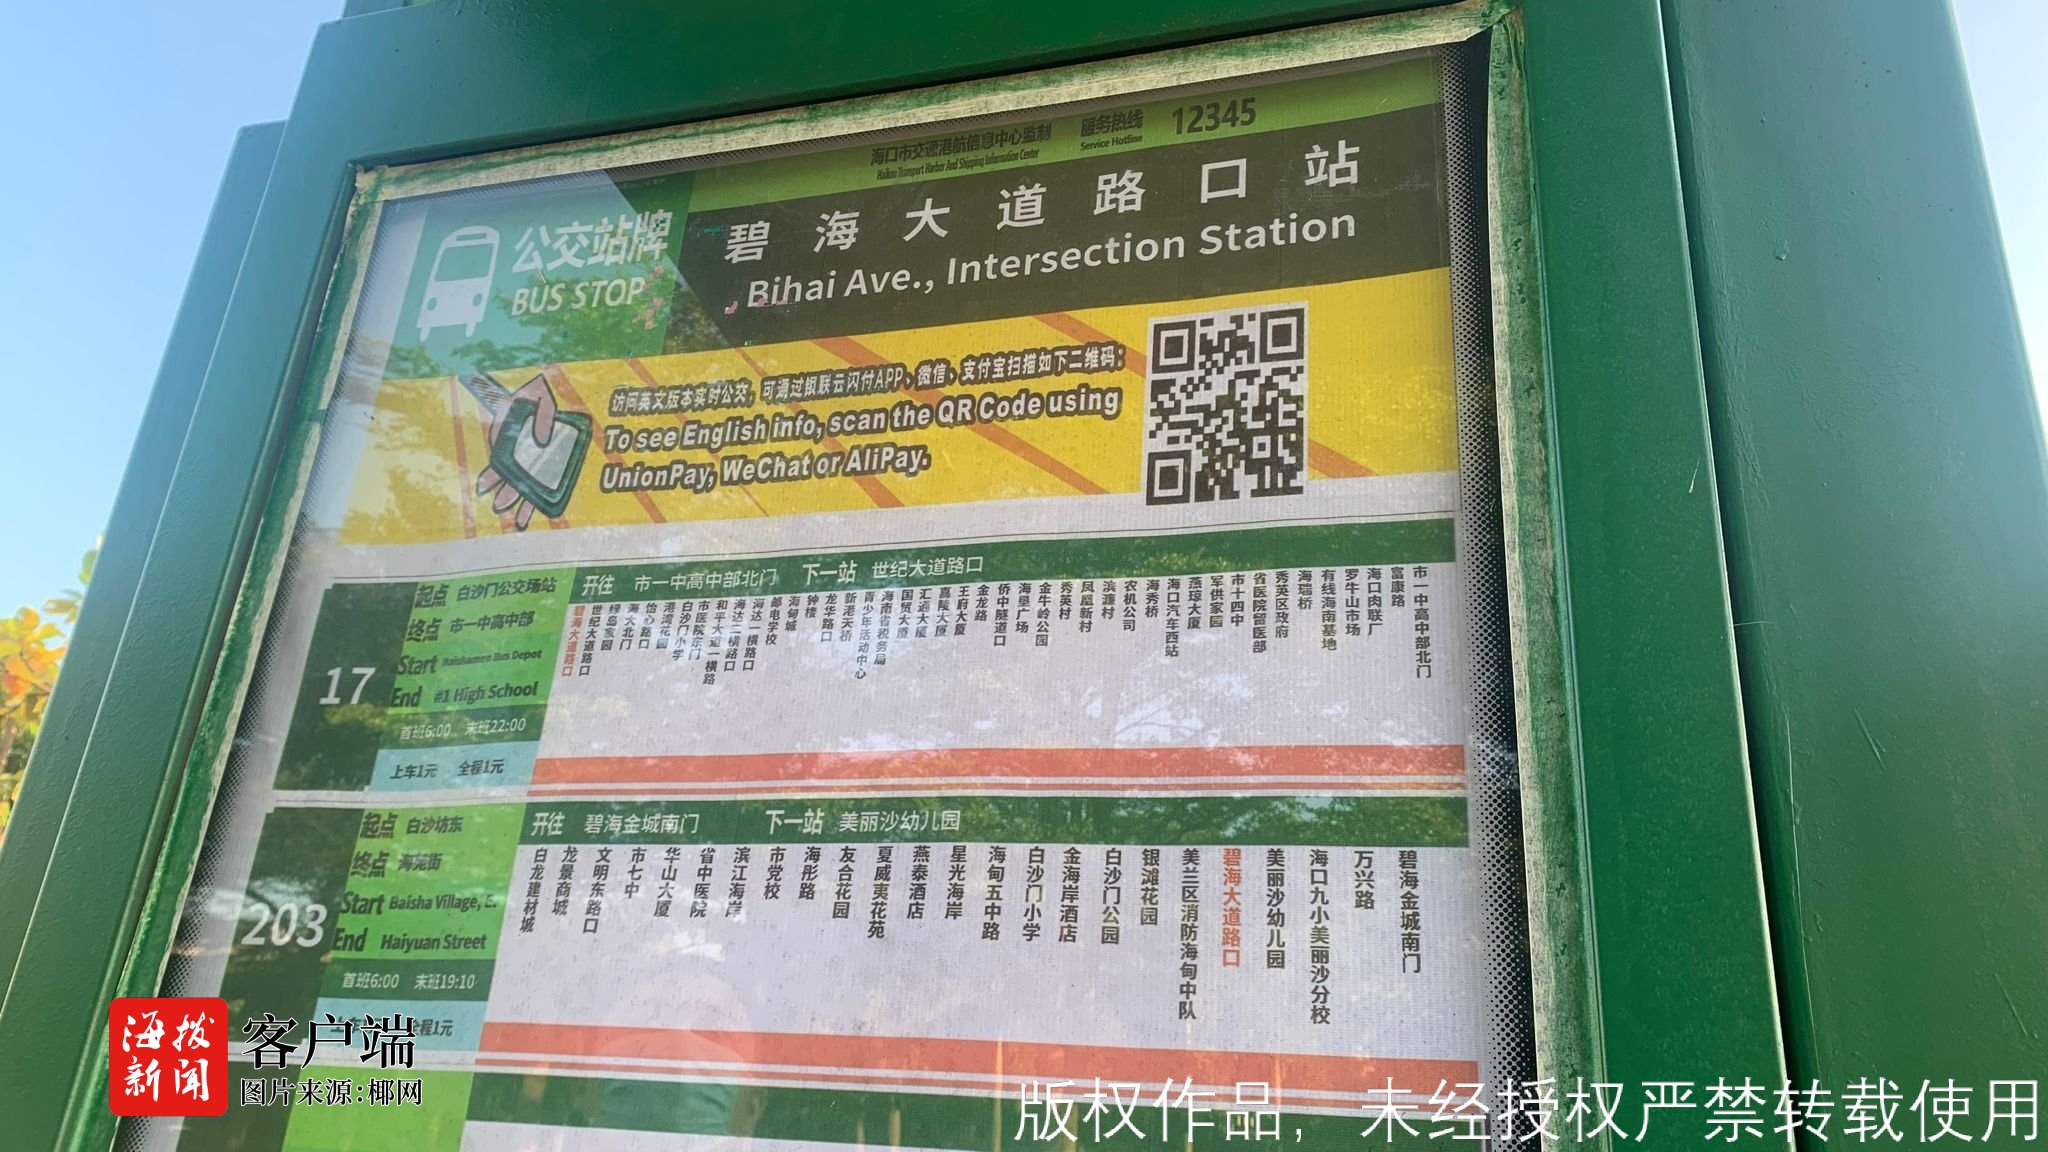 海口市交通港航信息中心监制
Haikou Transport Harbor And Shipping Information Center
服务热线
Service Hotline
12345
公交站牌
BUS STOP
碧海大道路口站
Bihai Ave., Intersection Station
访问英文版本实时公交，可通过银联云闪付APP、微信、支付宝扫描如下二维码：
To see English info, scan the QR Code using
UnionPay, WeChat or AliPay.
17
起点 白沙门公交场站
终点 市一中高中部
Start Baishamen Bus Depot
End #1 High School
首班6:00 末班22:00
上车1元 全程1元
开往 市一中高中部北门 下一站 世纪大道路口
碧海大道路口
世纪大道路口
绿岛家园
海大北门
怡心路口
港湾花园
白沙门小学
市医院东门
和平大道一横路
海达二横路口
海达一横路口
邮电学校
海甸城
钟楼
龙华路口
新港天桥
青少年活动中心
海南省税务局
国贸大厦
汇通大厦
嘉陵大厦
王府大厦
金龙路
侨中隧道口
海垦广场
金牛岭公园
秀英村
凤凰新村
滨濂村
农机公司
海秀桥
海口汽车西站
燕琼大厦
军供家园
市十四中
省医院留医部
秀英区政府
海瑞桥
有线海南基地
罗牛山市场
海口肉联厂
富康路
市一中高中部北门
203
起点 白沙坊东
终点 海苑街
Start Baisha Village, E.
End Haiyuan Street
首班6:00 末班19:10
全程1元
开往 碧海金城南门 下一站 美丽沙幼儿园
白龙建材城
龙景商城
文明东路口
市七中
华山大厦
省中医院
滨江海岸
市党校
海彤路
友合花园
夏威夷花苑
燕泰酒店
星光海岸
海甸五中路
白沙门小学
金海岸酒店
白沙门公园
银滩花园
美兰区消防海甸中队
碧海大道路口
美丽沙幼儿园
海口九小美丽沙分校
万兴路
碧海金城南门
海拔新闻
客户端
图片来源:椰网
版权作品，未经授权严禁转载使用